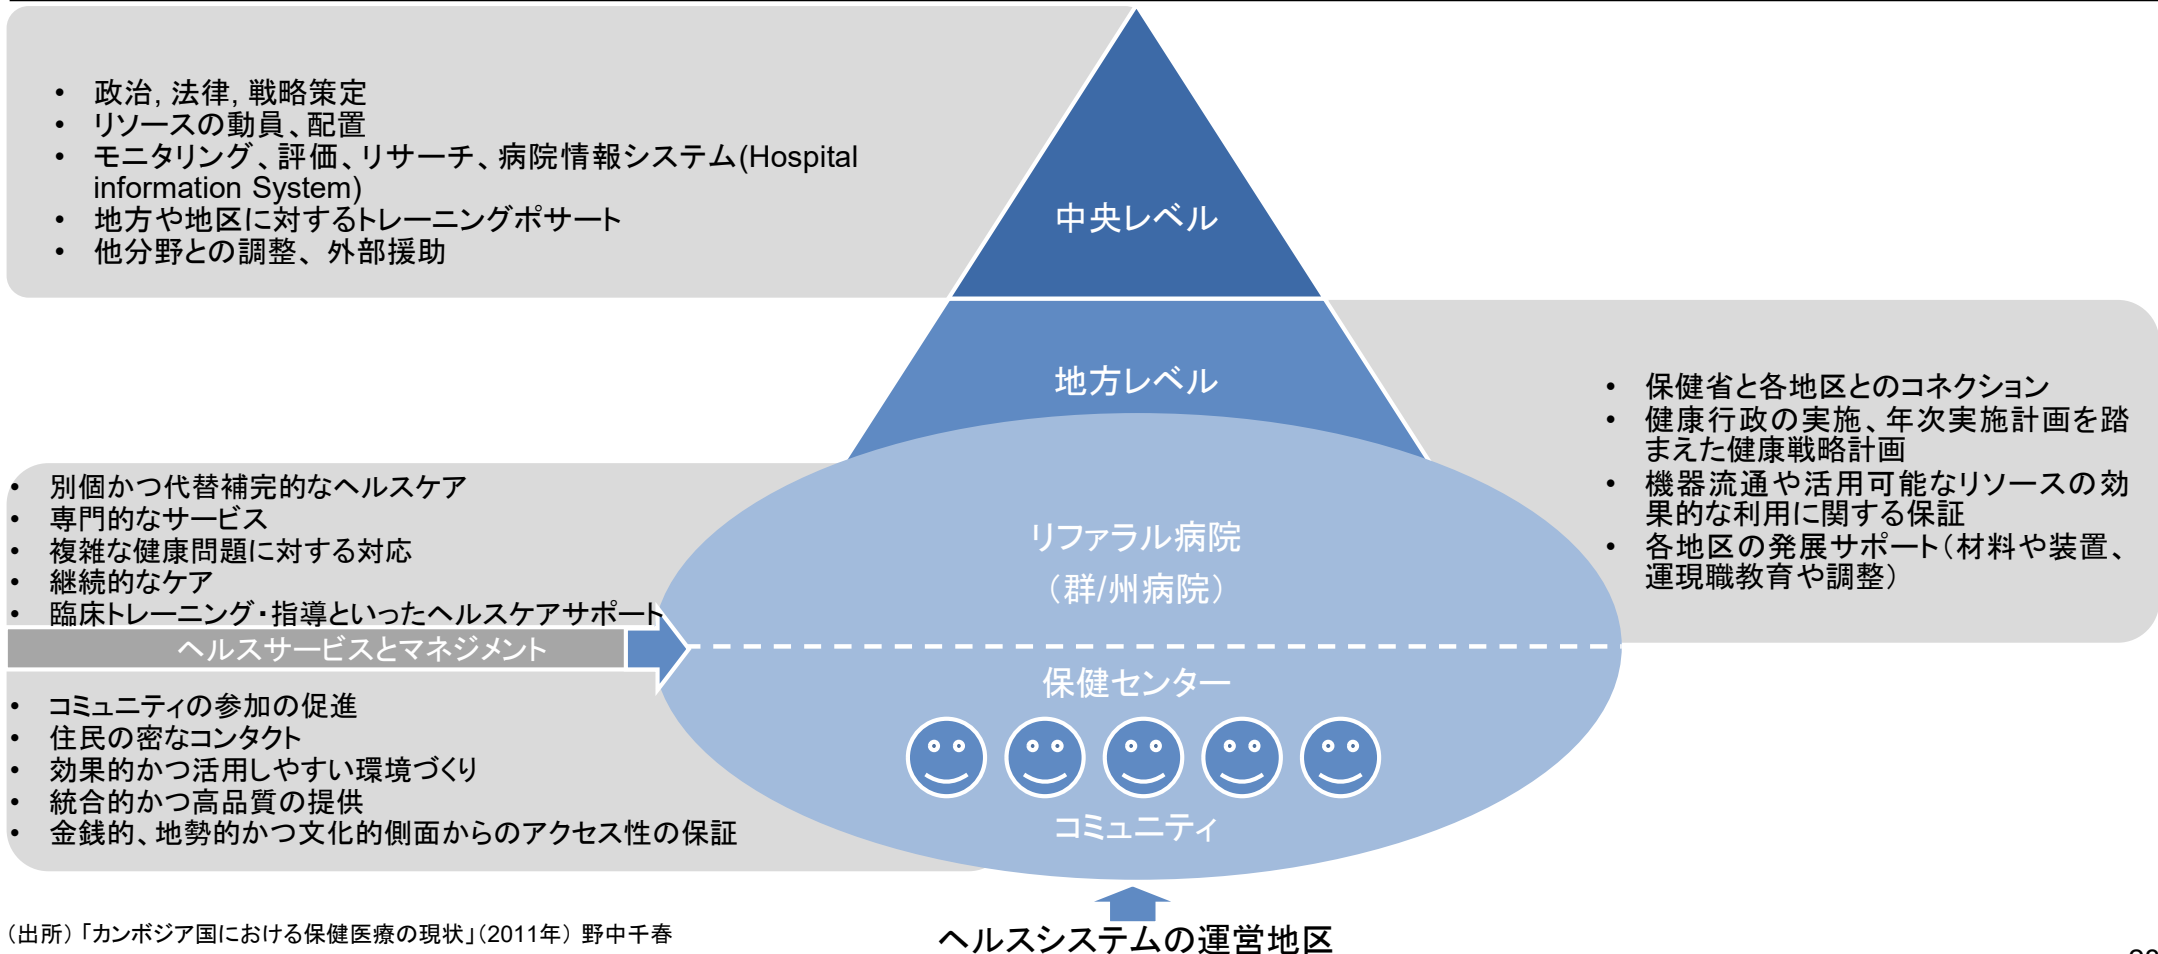 • 政治, 法律, 戦略策定
• リソースの動員、配置
• モニタリング、評価、リサーチ、病院情報システム(Hospital
information System)
• 地方や地区に対するトレーニングポサート
• 他分野との調整、外部援助
中央レベル
地方レベル
• 保健省と各地区とのコネクション
• 健康行政の実施、年次実施計画を踏
まえた健康戦略計画
• 機器流通や活用可能なリソースの効
果的な利用に関する保証
• 各地区の発展サポート(材料や装置、
運現職教育や調整)
• 別個かつ代替補完的なヘルスケア
• 専門的なサービス
• 複雑な健康問題に対する対応
• 継続的なケア
• 臨床トレーニング・指導といったヘルスケアサポート
リファラル病院
(群/州病院)
ヘルスサービスとマネジメント
保健センター
• コミュニティの参加の促進
• 住民の密なコンタクト
• 効果的かつ活用しやすい環境づくり
• 統合的かつ高品質の提供
• 金銭的、地勢的かつ文化的側面からのアクセス性の保証
コミュニティ
ヘルスシステムの運営地区
(出所)「カンボジア国における保健医療の現状」(2011年) 野中千春